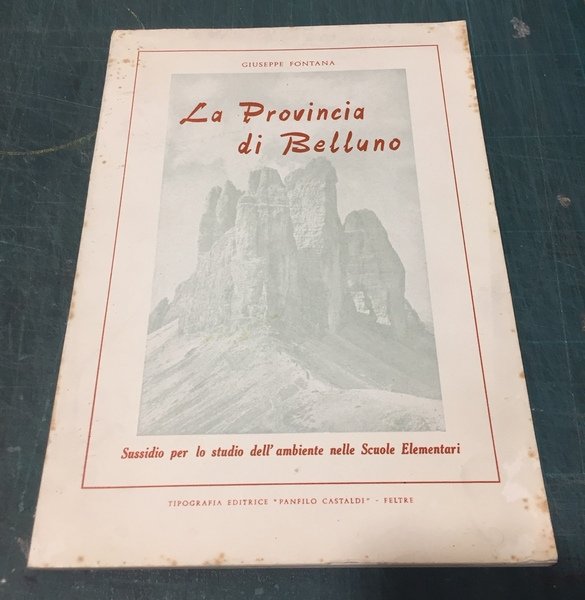 GIUSEPPE FONTANA
La Provincia
di Belluno
Sussidio per lo studio dell'ambiente nelle Scuole Elementari
TIPOGRAFIA EDITRICE "PANFILO CASTALDI" - FELTRE